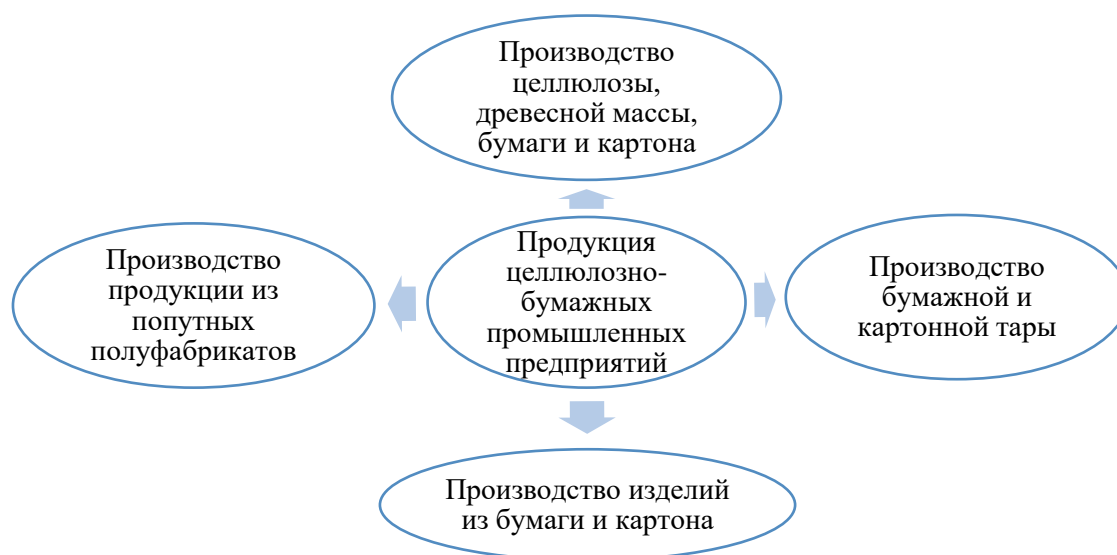 Производство
целлюлозы,
древесной массы,
бумаги и картона
Производство
продукции из
попутных
полуфабрикатов
Продукция
целлюлозно-
бумажных
промышленных
предприятий
Производство
бумажной и
картонной тары
Производство изделий
из бумаги и картона